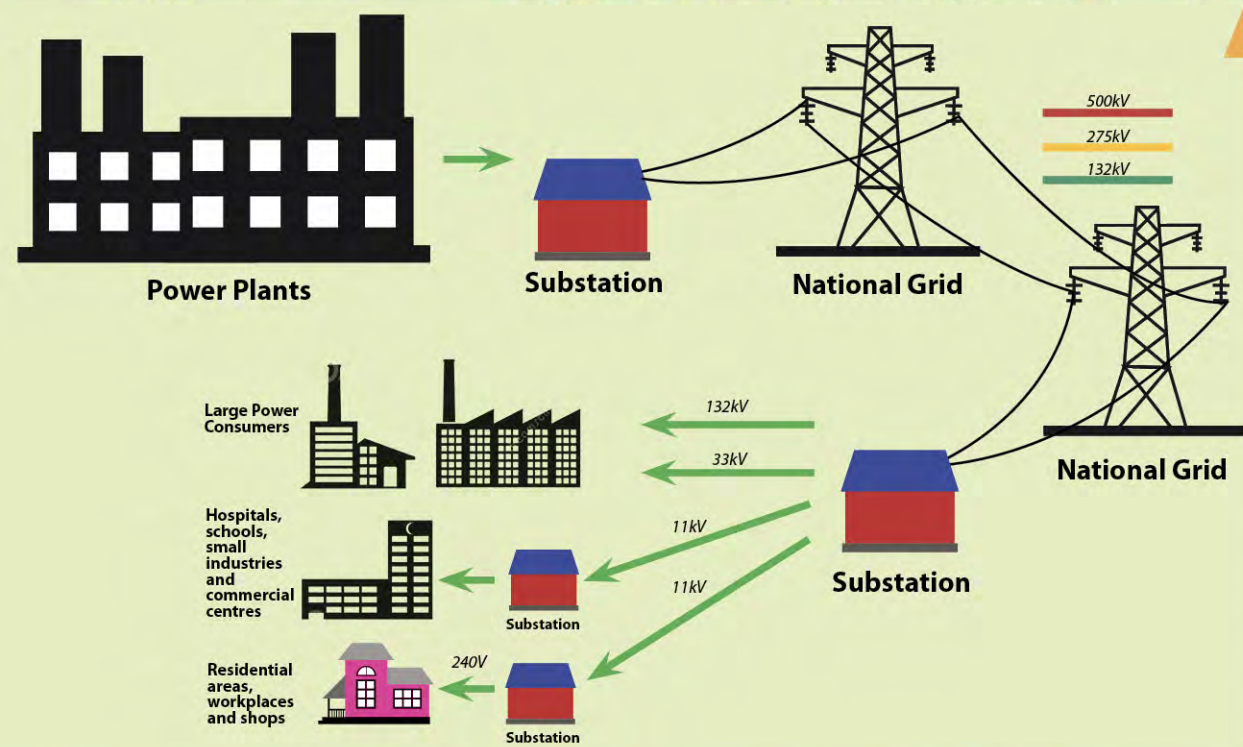 500kV
275kV
132kV
Power Plants
Substation
National Grid
National Grid
Large Power
Consumers
132kV
33kV
Hospitals,
schools,
small
industries
and
commercial
centres
11kV
11kV
Substation
Substation
Residential
areas,
workplaces
and shops
240V
Substation